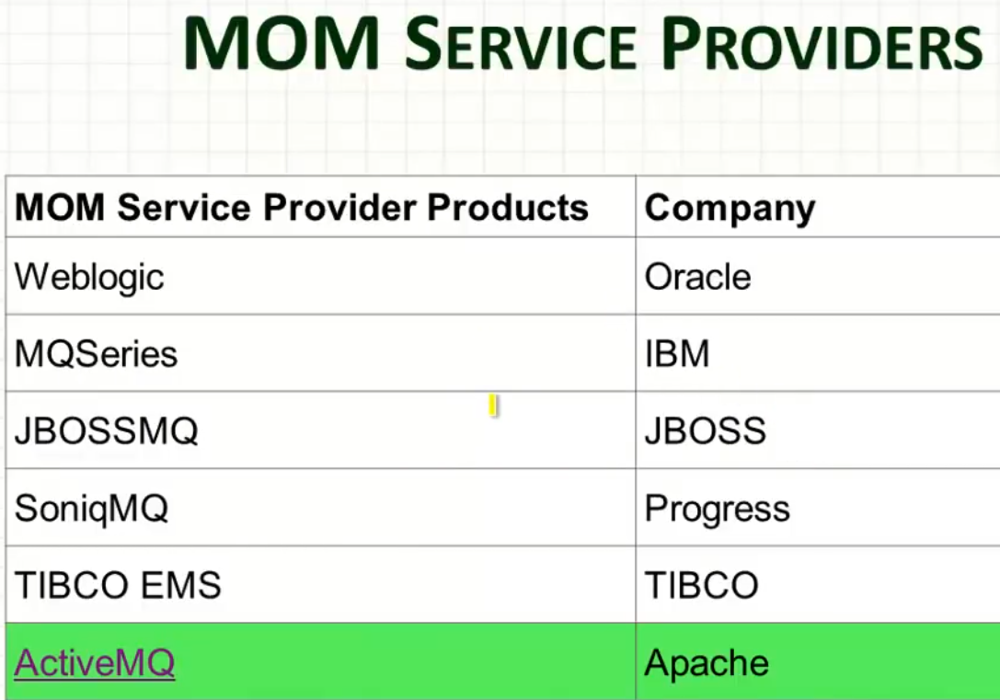 MOM SERVICE PROVIDERS
MOM Service Provider Products Company
Weblogic Oracle
MQSeries IBM
JBOSSMQ JBOSS
SoniqMQ Progress
TIBCO EMS TIBCO
ActiveMQ Apache